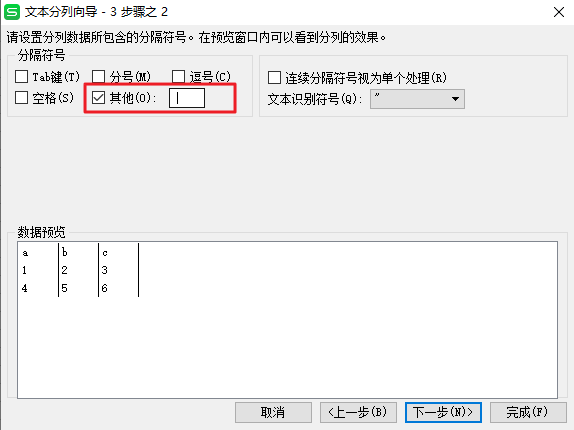 文本分列向导 - 3 步骤之 2
请设置分列数据所包含的分隔符号。在预览窗口内可以看到分列的效果。
分隔符号
Tab键(T) 分号(M) 逗号(C) 连续分隔符号视为单个处理(R)
空格(S) 其他(O): | 文本识别符号(Q): "
数据预览
a b c
1 2 3
4 5 6
取消 <上一步(B) 下一步(N)> 完成(F)